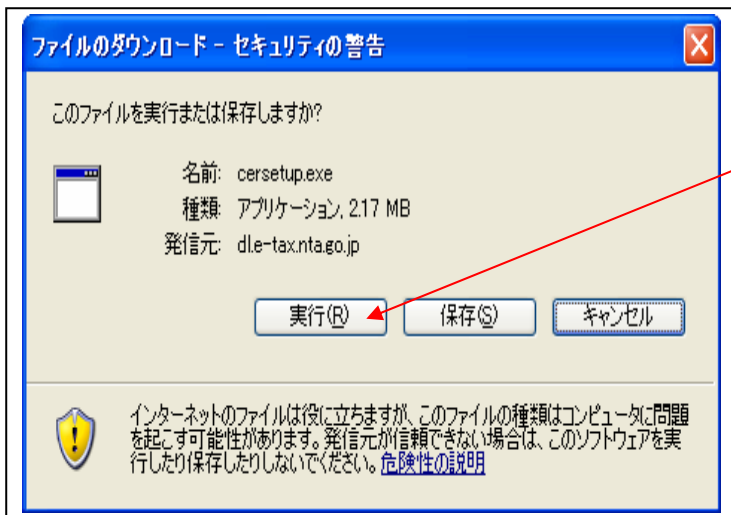 ファイルのダウンロード - セキュリティの警告
このファイルを実行または保存しますか?
名前: cersetup.exe
種類: アプリケーション, 2.17 MB
発信元: dl.e-tax.nta.go.jp
実行(R) 保存(S) キャンセル
インターネットのファイルは役に立ちますが、このファイルの種類はコンピュータに問題
を起こす可能性があります。発信元が信頼できない場合は、このソフトウェアを実
行したり保存したりしないでください。危険性の説明